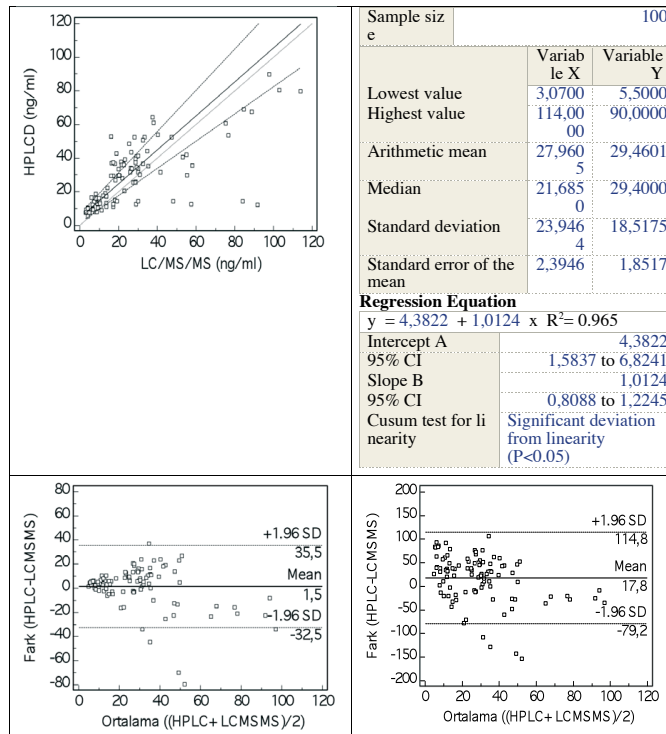 120
100
80
60
40
20
0
HPLCD (ng/ml)
0 20 40 60 80 100 120
LC/MS/MS (ng/ml)
Sample siz 100
e
Variab Variable
le X Y
Lowest value 3,0700 5,5000
Highest value 114,00 90,0000
00
Arithmetic mean 27,960 29,4601
5
Median 21,685 29,4000
0
Standard deviation 23,946 18,5175
4
Standard error of the 2,3946 1,8517
mean
Regression Equation
y = 4,3822 + 1,0124 x R²= 0.965
Intercept A 4,3822
95% CI 1,5837 to 6,8241
Slope B 1,0124
95% CI 0,8088 to 1,2245
Cusum test for li Significant deviation
nearity from linearity
(P<0.05)
80
60
40
20
0
-20
-40
-60
-80
Fark (HPLC-LCMSMS)
+1.96 SD
35,5
Mean
1,5
-1.96 SD
-32,5
0 20 40 60 80 100 120
Ortalama ((HPLC+ LCMSMS)/2)
200
150
100
50
0
-50
-100
-150
-200
Fark (HPLC-LCMSMS)
+1.96 SD
114,8
Mean
17,8
-1.96 SD
-79,2
0 20 40 60 80 100 120
Ortalama ((HPLC+ LCMSMS)/2)